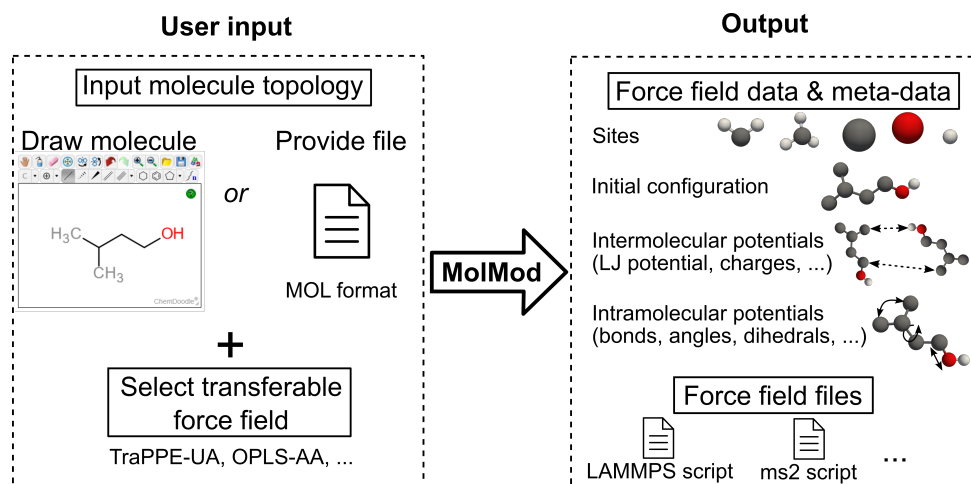 User input
Input molecule topology
Draw molecule
or
Provide file
H3C
OH
CH3
ChemDoodle
MOL format
+
Select transferable
force field
TraPPE-UA, OPLS-AA, ...
MolMod
Output
Force field data & meta-data
Sites
Initial configuration
Intermolecular potentials
(LJ potential, charges, ...)
Intramolecular potentials
(bonds, angles, dihedrals, ...)
Force field files
LAMMPS script
ms2 script
...